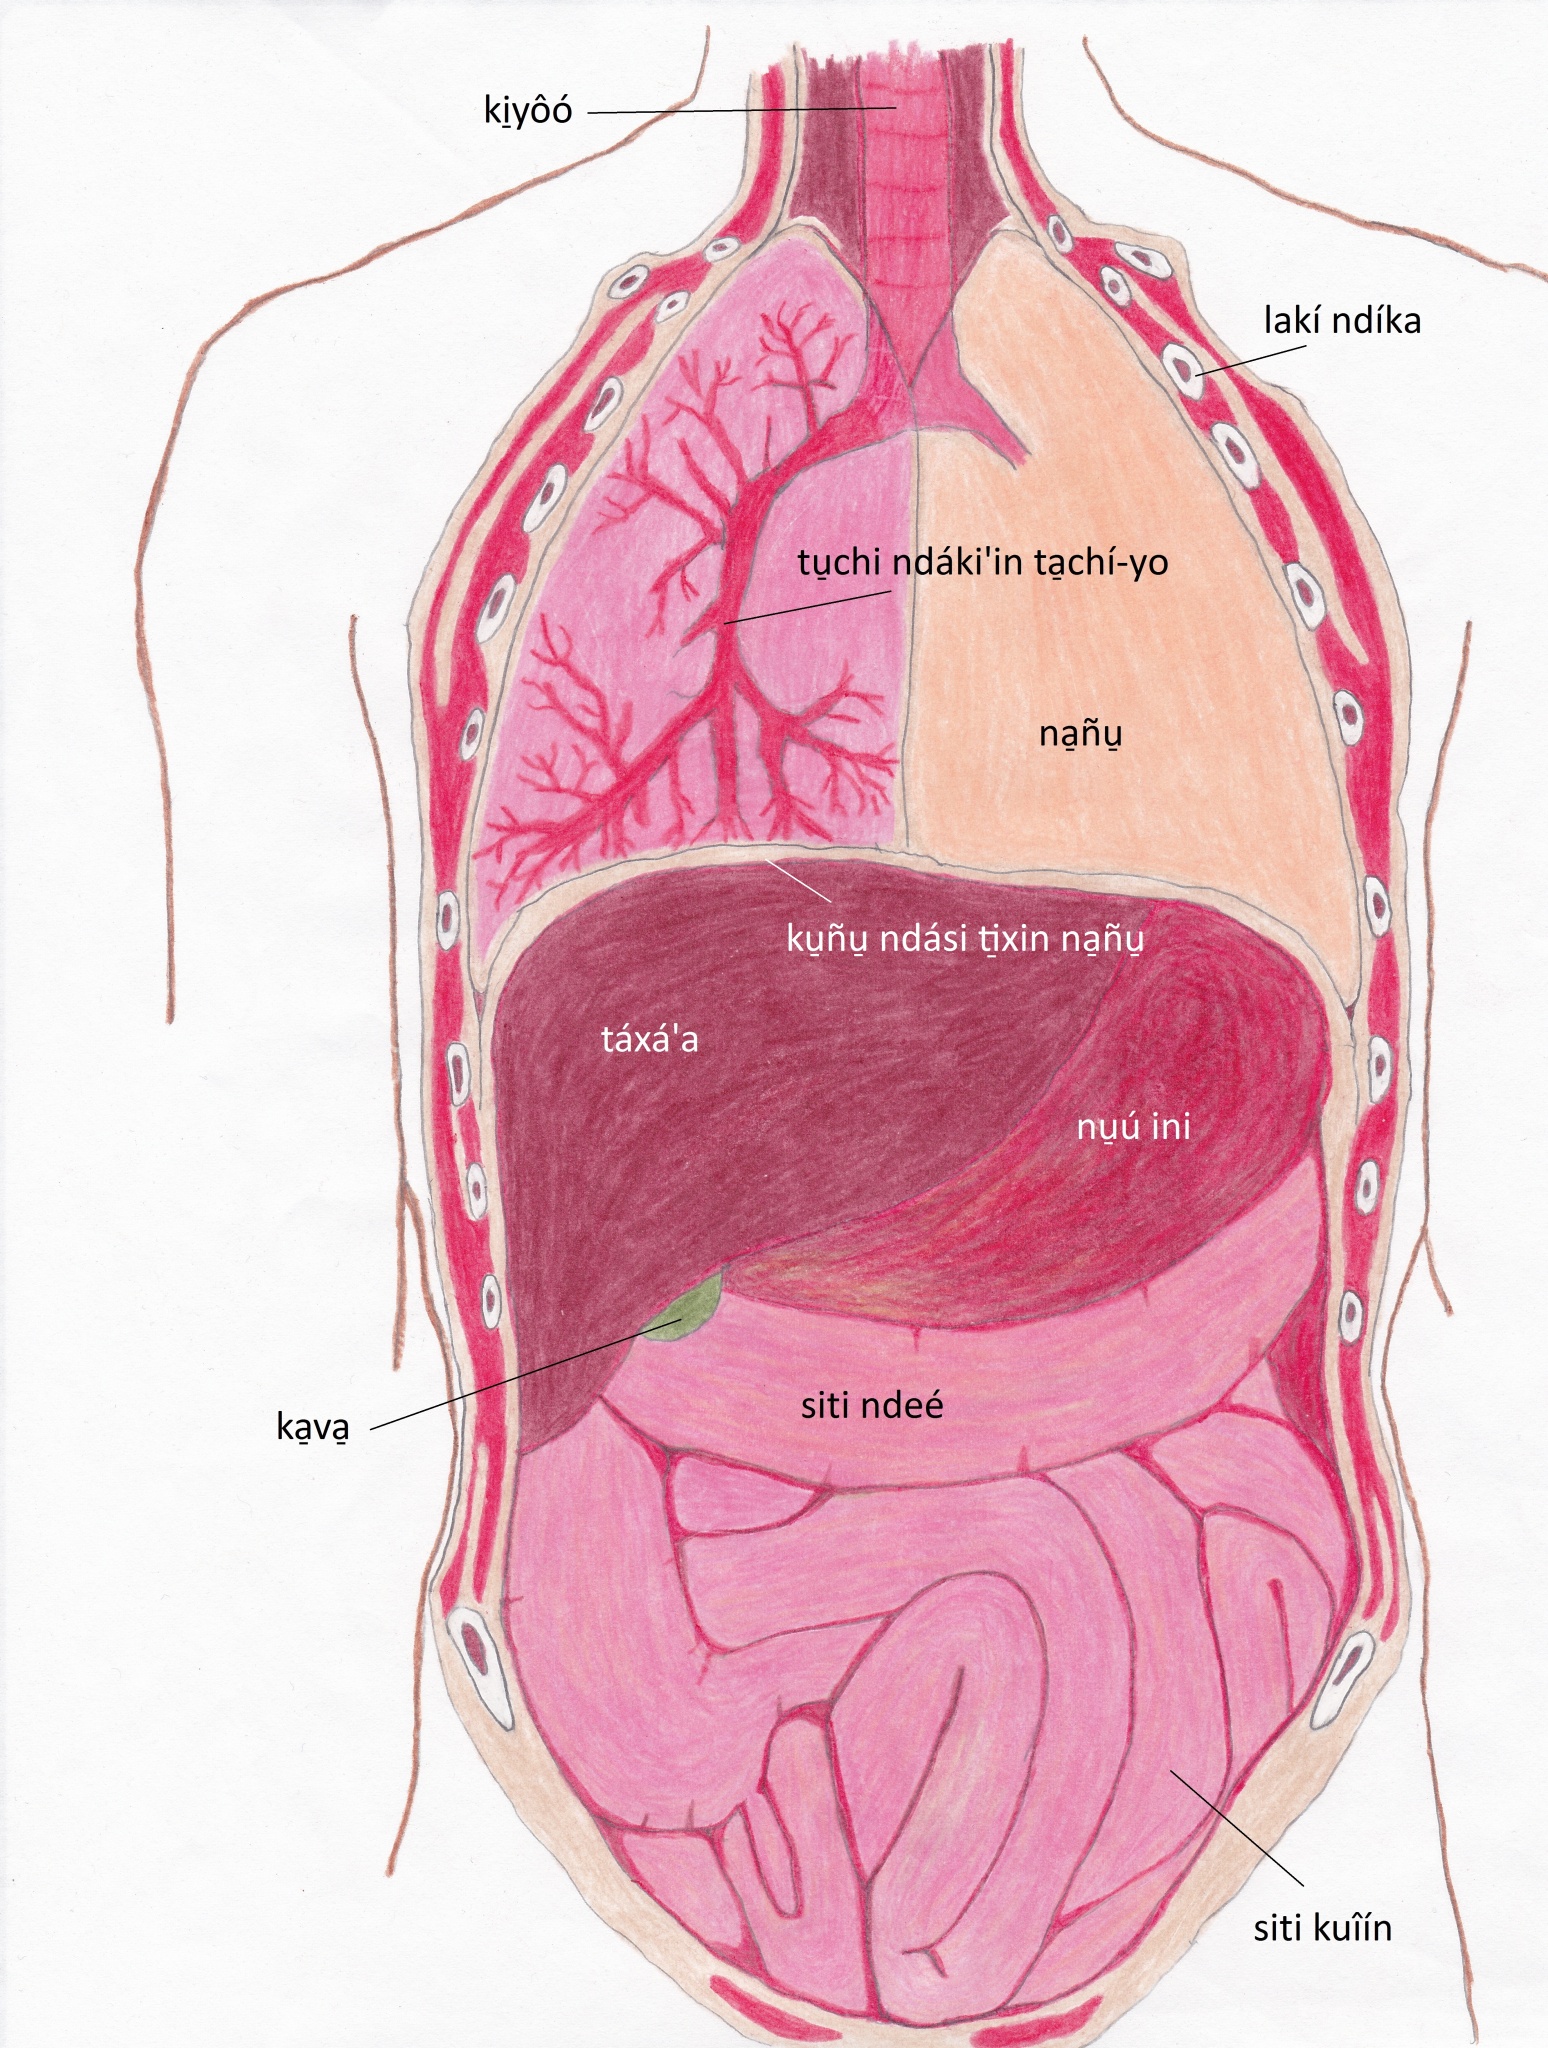 ki̱yôó
lakí ndíka
tu̱chi ndáki'in ta̱chí-yo
na̱ñu̱
ku̱ñu̱ ndási ti̱xin na̱ñu̱
táxá'a
nu̱ú ini
siti ndeé
ka̱va̱
siti kuîín